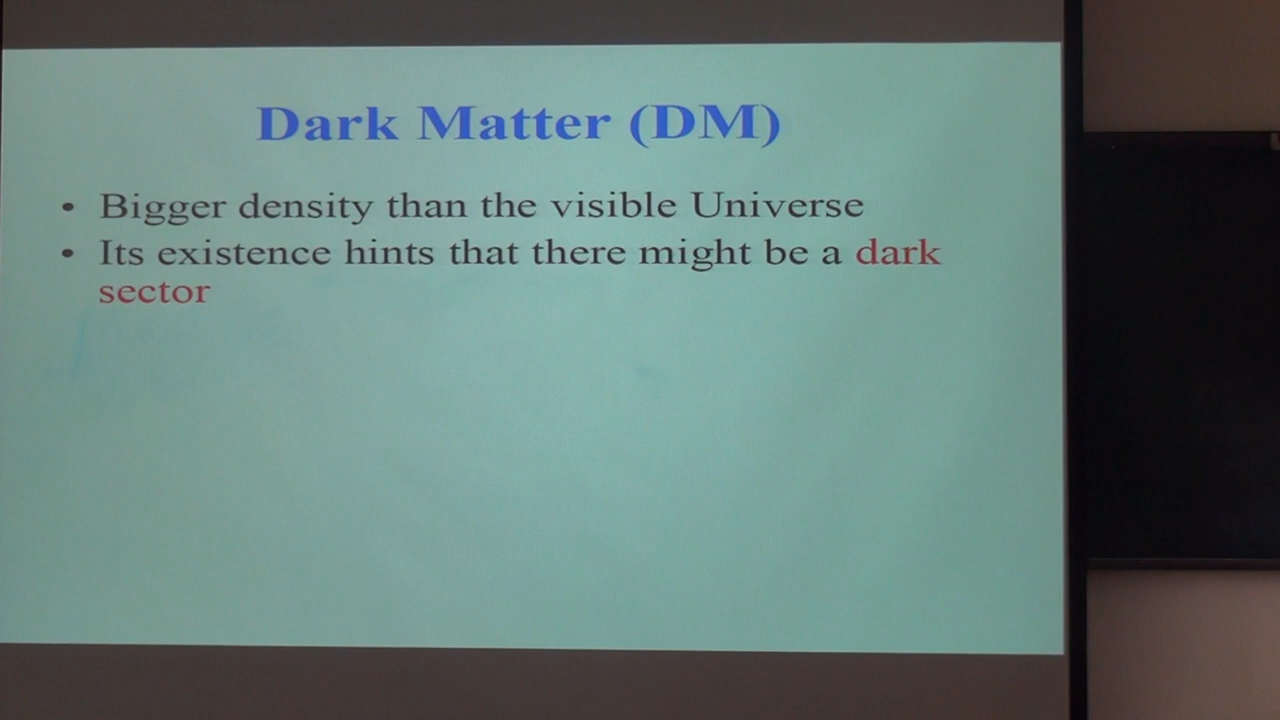 Dark Matter (DM)
• Bigger density than the visible Universe
• Its existence hints that there might be a dark
sector